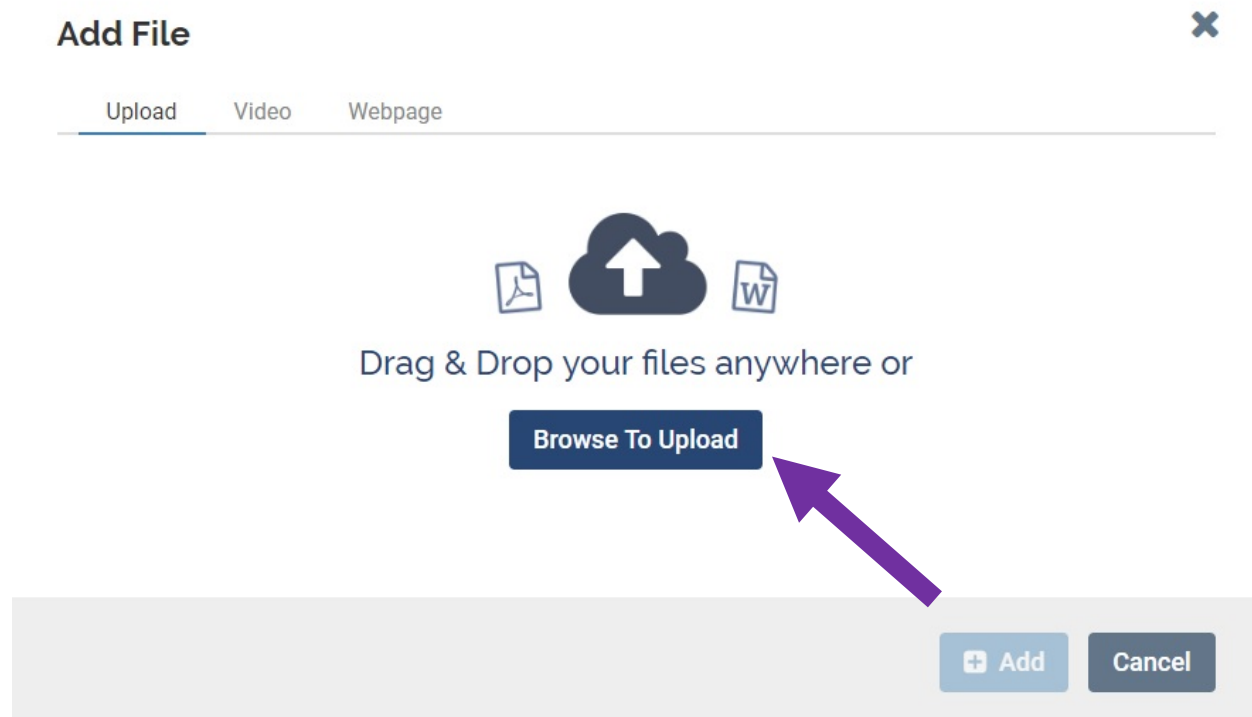 Add File
Upload Video Webpage
W
Drag & Drop your files anywhere or
Browse To Upload
Add Cancel